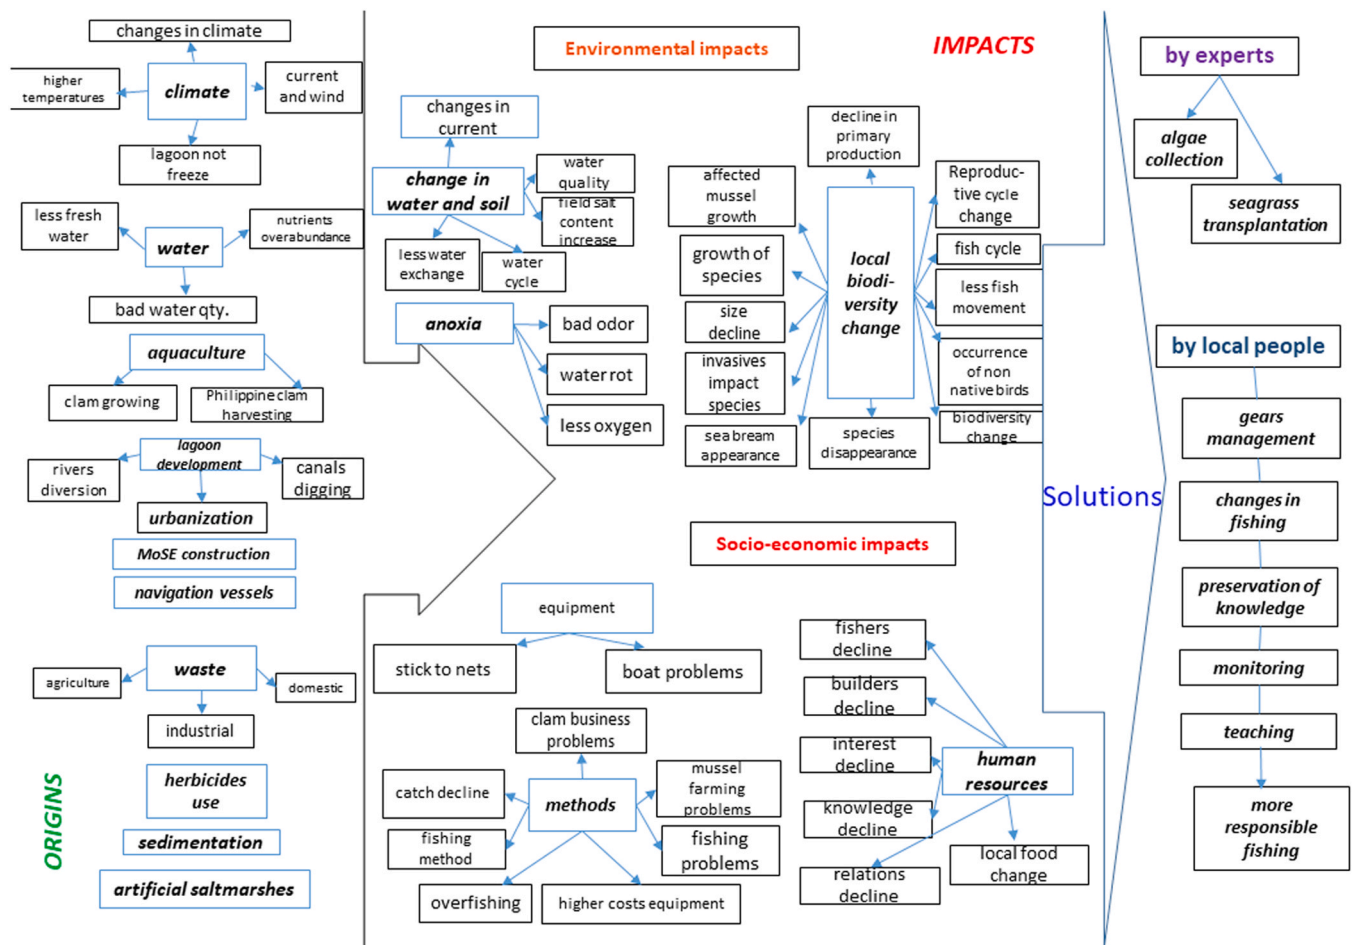 changes in climate
higher
temperatures
climate
current
and wind
lagoon not
freeze
less fresh
water
water
nutrients
overabundance
bad water qty.
aquaculture
clam growing
Philippine clam
harvesting
lagoon
development
rivers
diversion
canals
digging
urbanization
MoSE construction
navigation vessels
waste
agriculture
domestic
industrial
herbicides
use
sedimentation
artificial saltmarshes
ORIGINS
IMPACTS
Environmental impacts
changes in
current
change in
water and soil
water
quality
field salt
content
increase
less water
exchange
water
cycle
anoxia
bad odor
water rot
less oxygen
decline in
primary
production
affected
mussel
growth
growth of
species
size
decline
invasives
impact
species
sea bream
appearance
species
disappearance
local
biodi-
versity
change
Reproduc-
tive cycle
change
fish cycle
less fish
movement
occurrence
of non
native birds
biodiversity
change
Socio-economic impacts
equipment
stick to nets
boat problems
clam business
problems
catch decline
methods
mussel
farming
problems
fishing
method
fishing
problems
overfishing
higher costs equipment
fishers
decline
builders
decline
interest
decline
human
resources
knowledge
decline
relations
decline
local food
change
Solutions
by experts
algae
collection
seagrass
transplantation
by local people
gears
management
changes in
fishing
preservation of
knowledge
monitoring
teaching
more
responsible
fishing